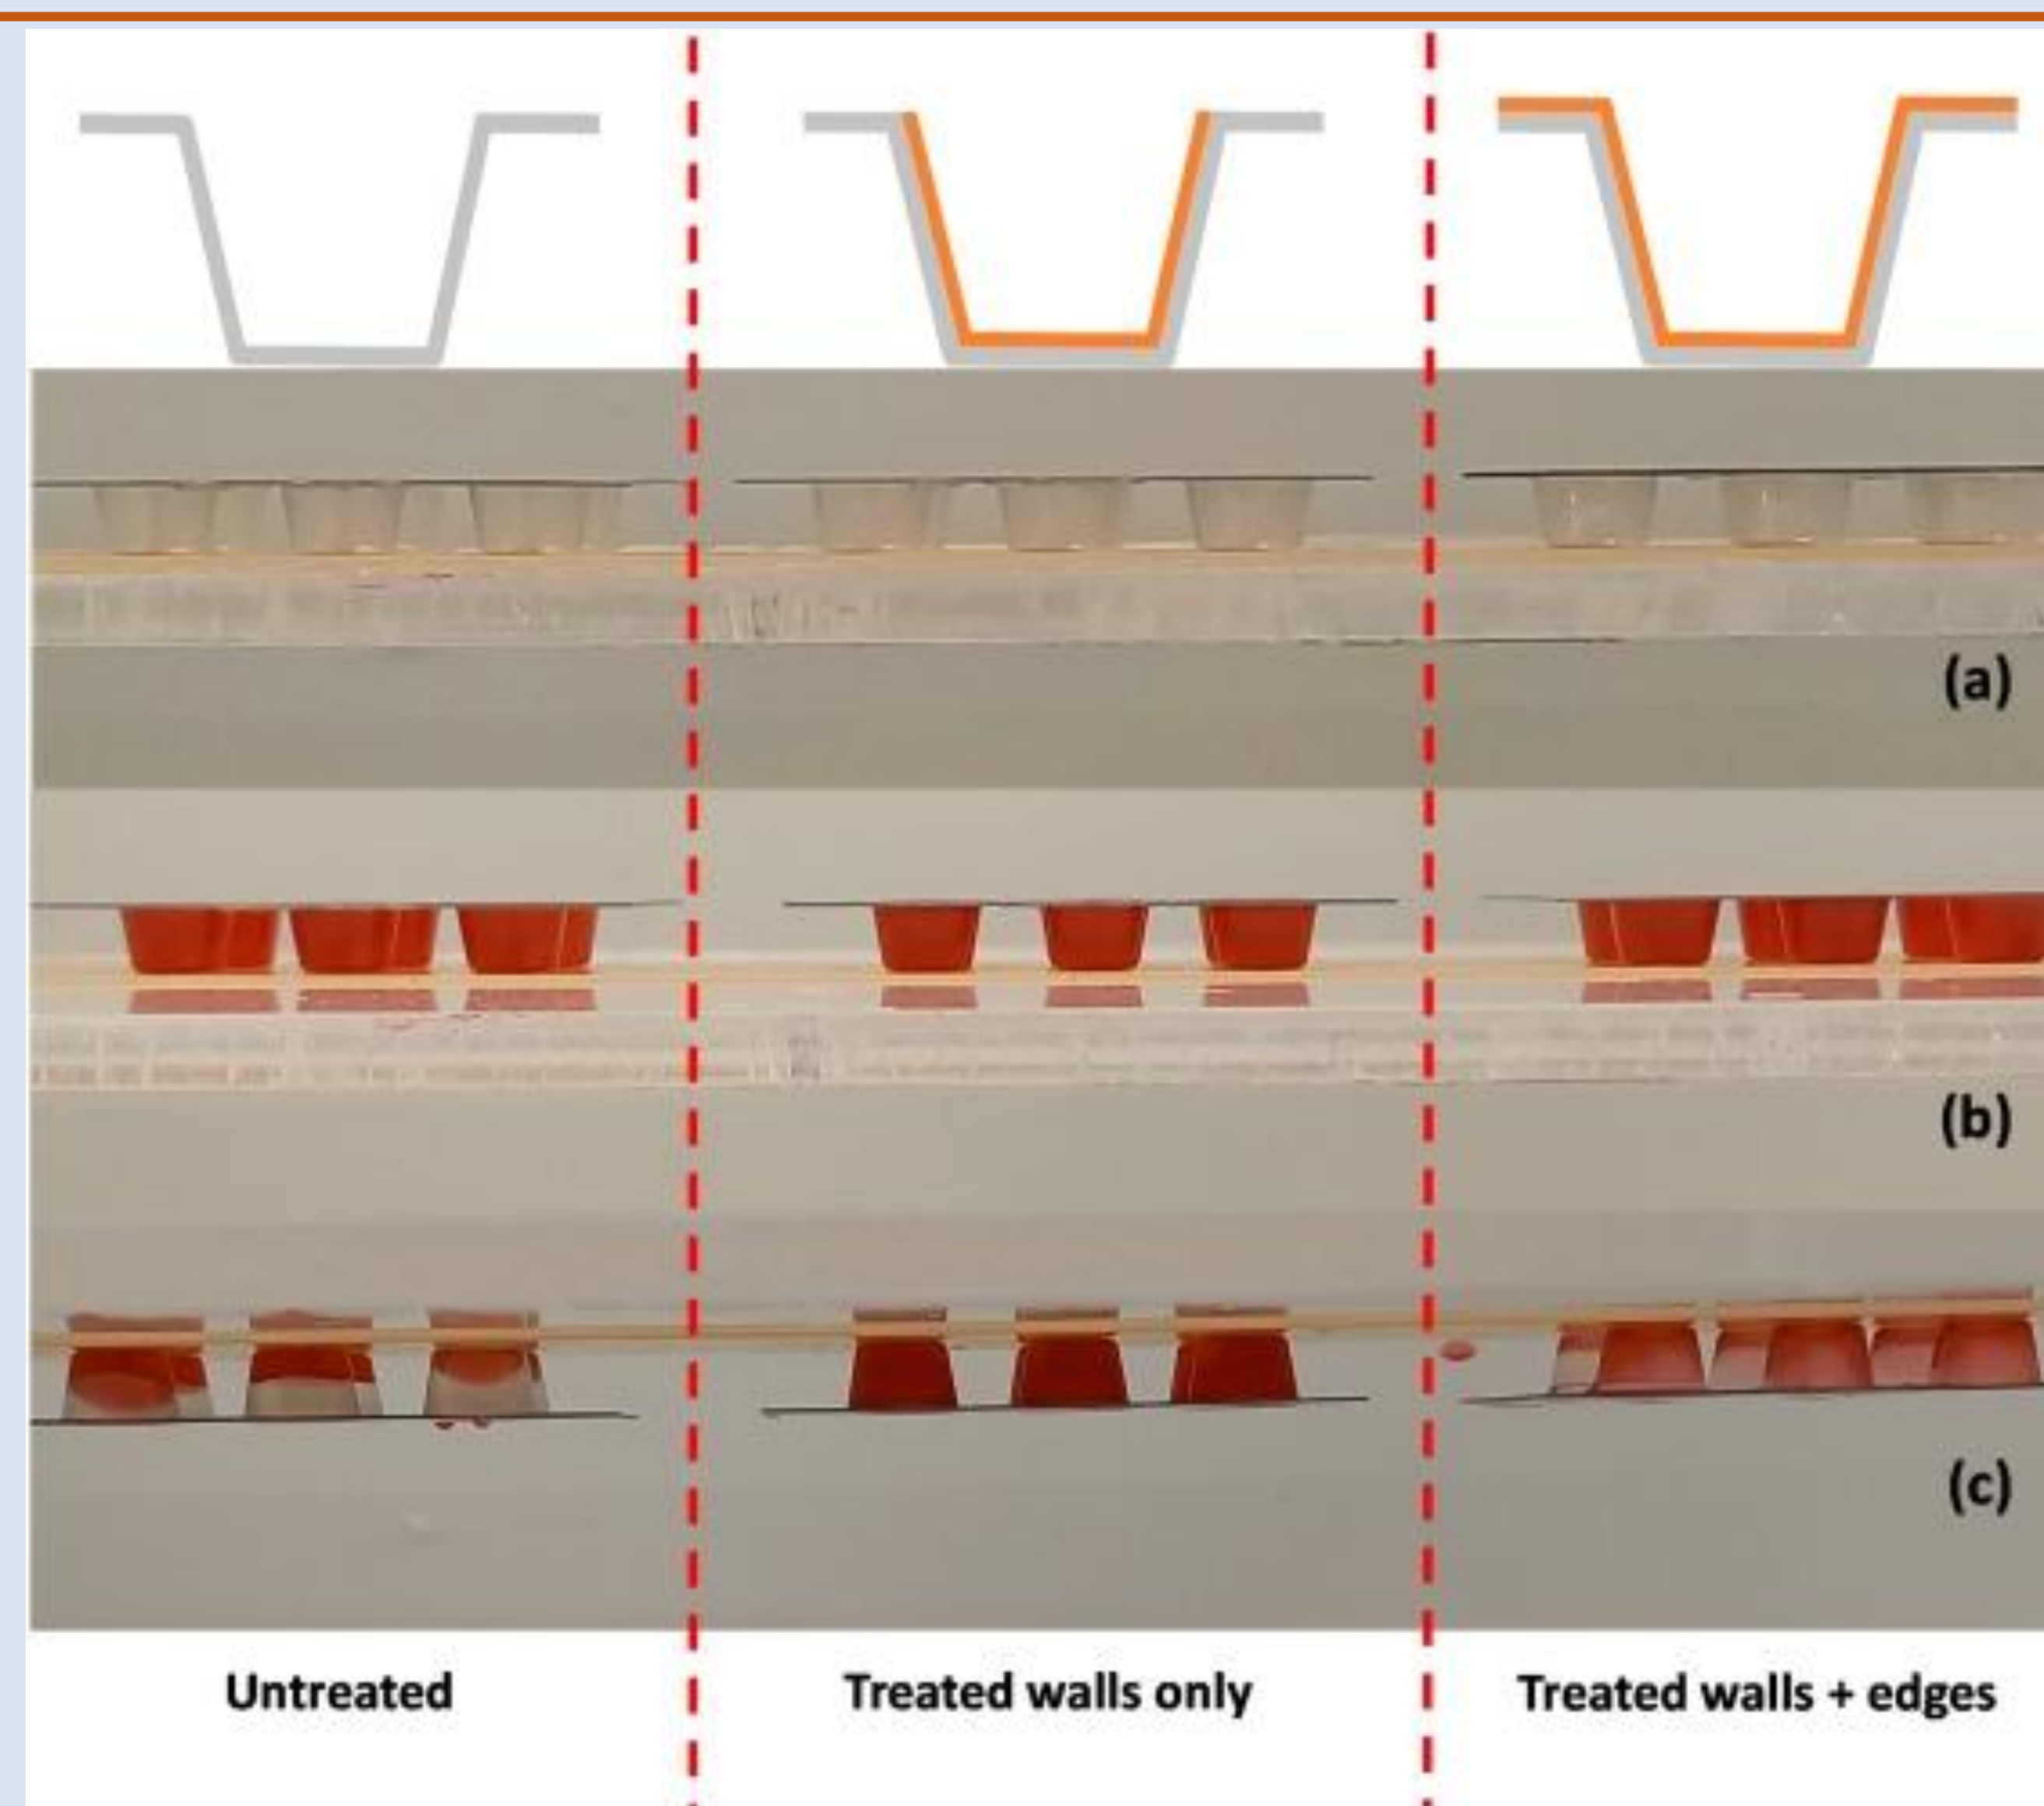 (a)
(b)
(c)
Untreated
Treated walls only
Treated walls + edges